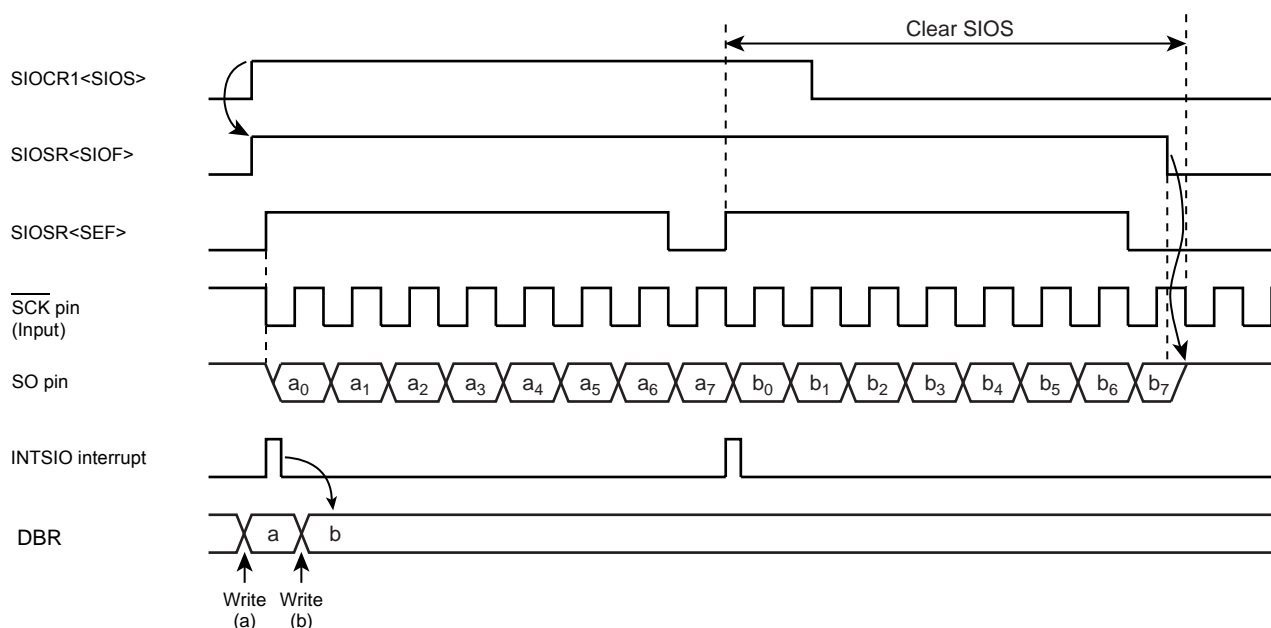 Clear SIOS
SIOCR1<SIOS>
SIOSR<SIOF>
SIOSR<SEF>
SCK pin
(Input)
SO pin
a0 a1 a2 a3 a4 a5 a6 a7 b0 b1 b2 b3 b4 b5 b6 b7
INTSIO interrupt
DBR
a b
Write Write
(a) (b)